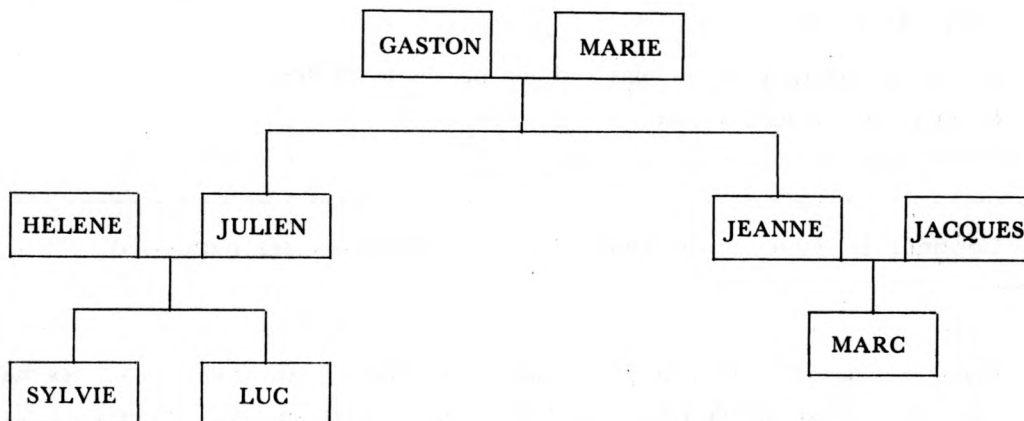 GASTON MARIE
HELENE JULIEN JEANNE JACQUES
MARC
SYLVIE LUC